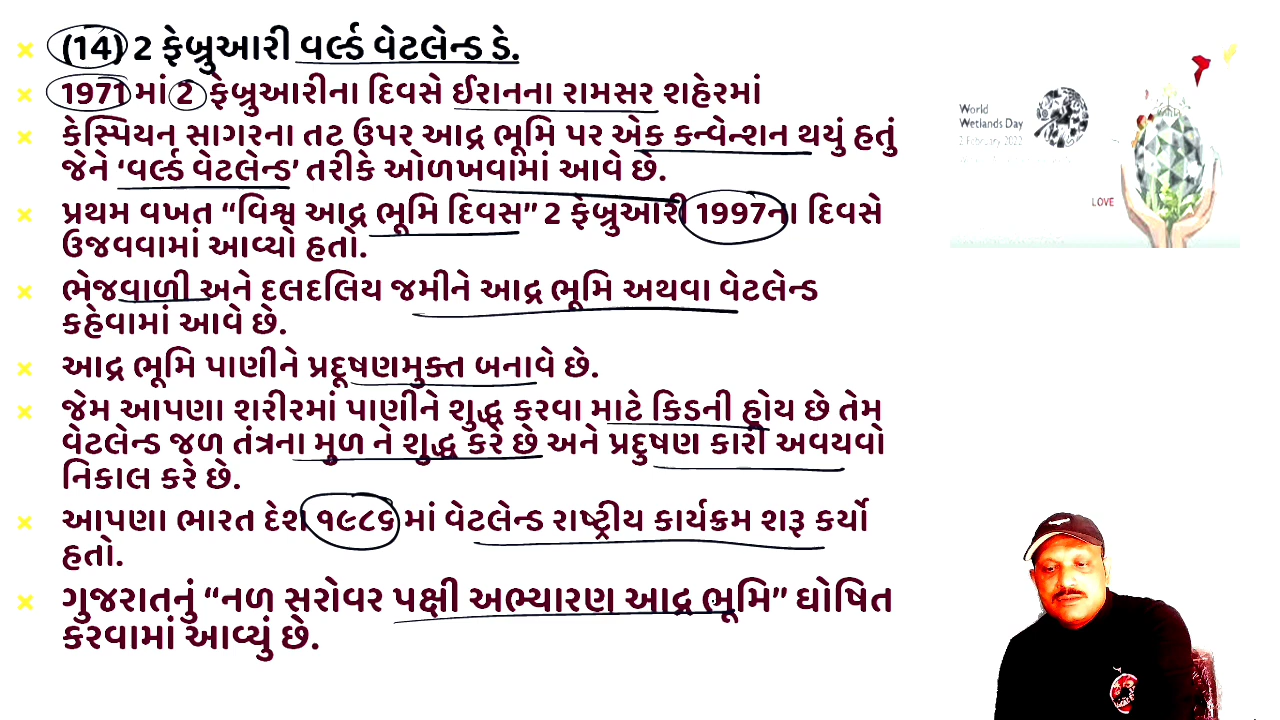 (14) 2 ફેબ્રુઆરી વર્લ્ડ વેટલેન્ડ ડે.
1971 માં 2 ફેબ્રુઆરીના દિવસે ઈરાનના રામસર શહેરમાં
કેસ્પિયન સાગરના તટ ઉપર આદ્ર ભૂમિ પર એક કન્વેન્શન થયું હતું
જેને ‘વર્લ્ડ વેટલેન્ડ’ તરીકે ઓળખવામાં આવે છે.
પ્રથમ વખત “વિશ્વ આદ્ર ભૂમિ દિવસ” 2 ફેબ્રુઆરી 1997ના દિવસે
ઉજવવામાં આવ્યો હતો.
ભેજવાળી અને દલદલિય જમીને આદ્ર ભૂમિ અથવા વેટલેન્ડ
કહેવામાં આવે છે.
આદ્ર ભૂમિ પાણીને પ્રદૂષણમુક્ત બનાવે છે.
જેમ આપણા શરીરમાં પાણીને શુદ્ધ કરવા માટે કિડની હોય છે તેમ
વેટલેન્ડ જળ તંત્રના મુળ ને શુદ્ધ કરે છે અને પ્રદુષણ કારી અવયવો
નિકાલ કરે છે.
આપણા ભારત દેશ ૧૯૮૬ માં વેટલેન્ડ રાષ્ટ્રીય કાર્યક્રમ શરૂ કર્યો
હતો.
ગુજરાતનું “નળ સરોવર પક્ષી અભ્યારણ આદ્ર ભૂમિ” ઘોષિત
કરવામાં આવ્યું છે.
World
Wetlands Day
2 February 2022
LOVE